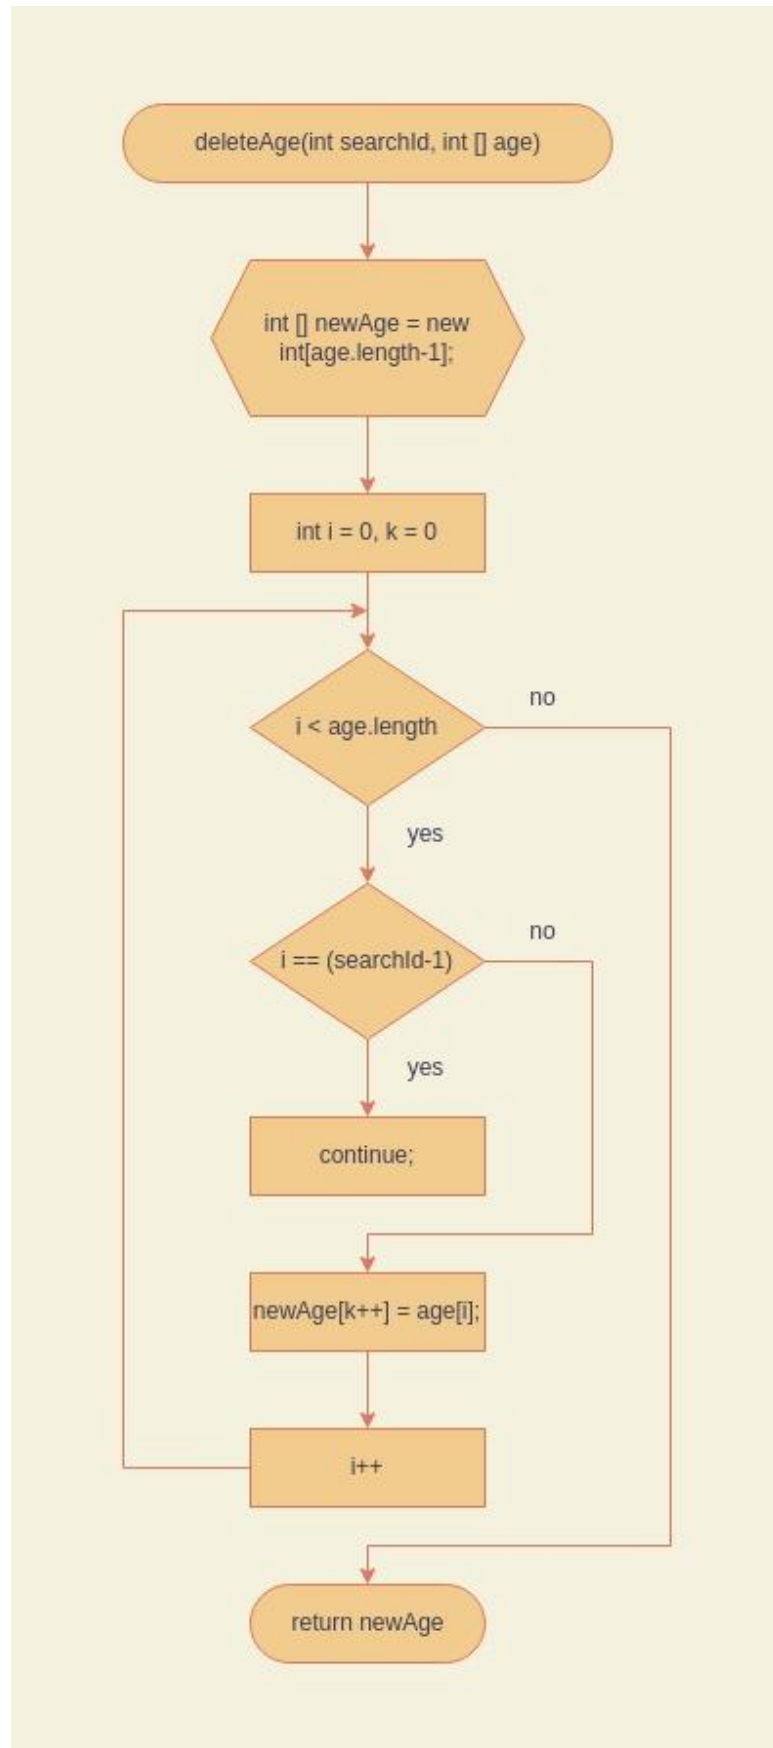 deleteAge(int searchId, int [] age)
int [] newAge = new
int[age.length-1];
int i = 0, k = 0
i < age.length
no
yes
i == (searchId-1)
no
yes
continue;
newAge[k++] = age[i];
i++
return newAge